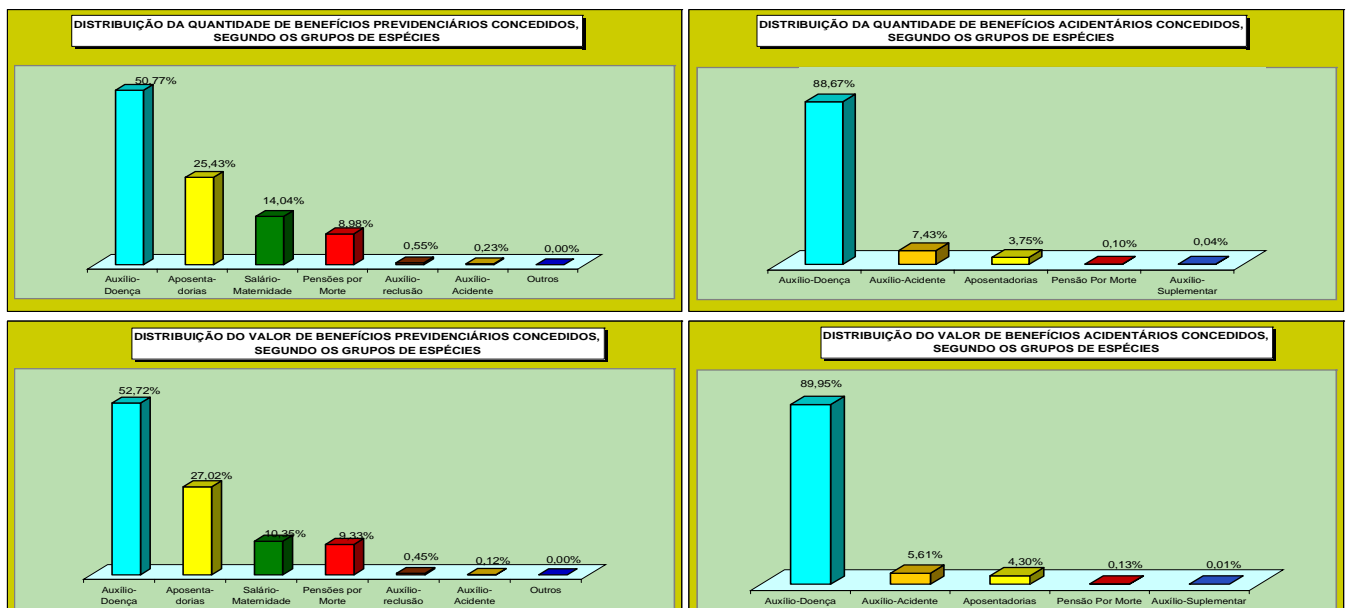 DISTRIBUIÇÃO DA QUANTIDADE DE BENEFÍCIOS PREVIDENCIÁRIOS CONCEDIDOS,
SEGUNDO OS GRUPOS DE ESPÉCIES
50,77%
25,43%
14,04%
8,98%
0,55%
0,23%
0,00%
Auxílio-
Doença
Aposenta-
dorias
Salário-
Maternidade
Pensões por
Morte
Auxílio-
reclusão
Auxílio-
Acidente
Outros
DISTRIBUIÇÃO DA QUANTIDADE DE BENEFÍCIOS ACIDENTÁRIOS CONCEDIDOS,
SEGUNDO OS GRUPOS DE ESPÉCIES
88,67%
7,43%
3,75%
0,10%
0,04%
Auxílio-Doença
Auxílio-Acidente
Aposentadorias
Pensão Por Morte
Auxílio-
Suplementar
DISTRIBUIÇÃO DO VALOR DE BENEFÍCIOS PREVIDENCIÁRIOS CONCEDIDOS,
SEGUNDO OS GRUPOS DE ESPÉCIES
52,72%
27,02%
10,35%
9,33%
0,45%
0,12%
0,00%
Auxílio-
Doença
Aposenta-
dorias
Salário-
Maternidade
Pensões por
Morte
Auxílio-
reclusão
Auxílio-
Acidente
Outros
DISTRIBUIÇÃO DO VALOR DE BENEFÍCIOS ACIDENTÁRIOS CONCEDIDOS,
SEGUNDO OS GRUPOS DE ESPÉCIES
89,95%
5,61%
4,30%
0,13%
0,01%
Auxílio-Doença
Auxílio-Acidente
Aposentadorias
Pensão Por Morte
Auxílio-Suplementar